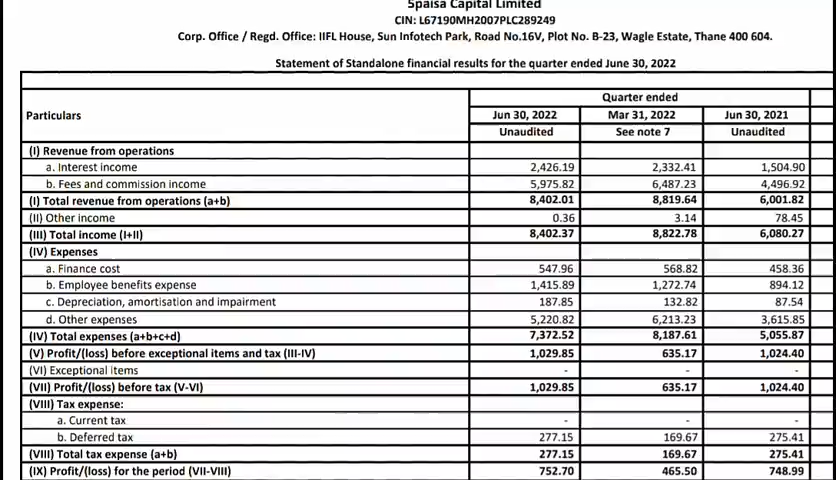 5paisa Capital Limited
CIN: L67190MH2007PLC289249
Corp. Office / Regd. Office: IIFL House, Sun Infotech Park, Road No.16V, Plot No. B-23, Wagle Estate, Thane 400 604.
Statement of Standalone financial results for the quarter ended June 30, 2022
Quarter ended
Particulars Jun 30, 2022 Mar 31, 2022 Jun 30, 2021
Unaudited See note 7 Unaudited
(I) Revenue from operations
a. Interest income 2,426.19 2,332.41 1,504.90
b. Fees and commission income 5,975.82 6,487.23 4,496.92
(I) Total revenue from operations (a+b) 8,402.01 8,819.64 6,001.82
(II) Other income 0.36 3.14 78.45
(III) Total income (I+II) 8,402.37 8,822.78 6,080.27
(IV) Expenses
a. Finance cost 547.96 568.82 458.36
b. Employee benefits expense 1,415.89 1,272.74 894.12
c. Depreciation, amortisation and impairment 187.85 132.82 87.54
d. Other expenses 5,220.82 6,213.23 3,615.85
(IV) Total expenses (a+b+c+d) 7,372.52 8,187.61 5,055.87
(V) Profit/(loss) before exceptional items and tax (III-IV) 1,029.85 635.17 1,024.40
(VI) Exceptional items - - -
(VII) Profit/(loss) before tax (V-VI) 1,029.85 635.17 1,024.40
(VIII) Tax expense:
a. Current tax - - -
b. Deferred tax 277.15 169.67 275.41
(VIII) Total tax expense (a+b) 277.15 169.67 275.41
(IX) Profit/(loss) for the period (VII-VIII) 752.70 465.50 748.99